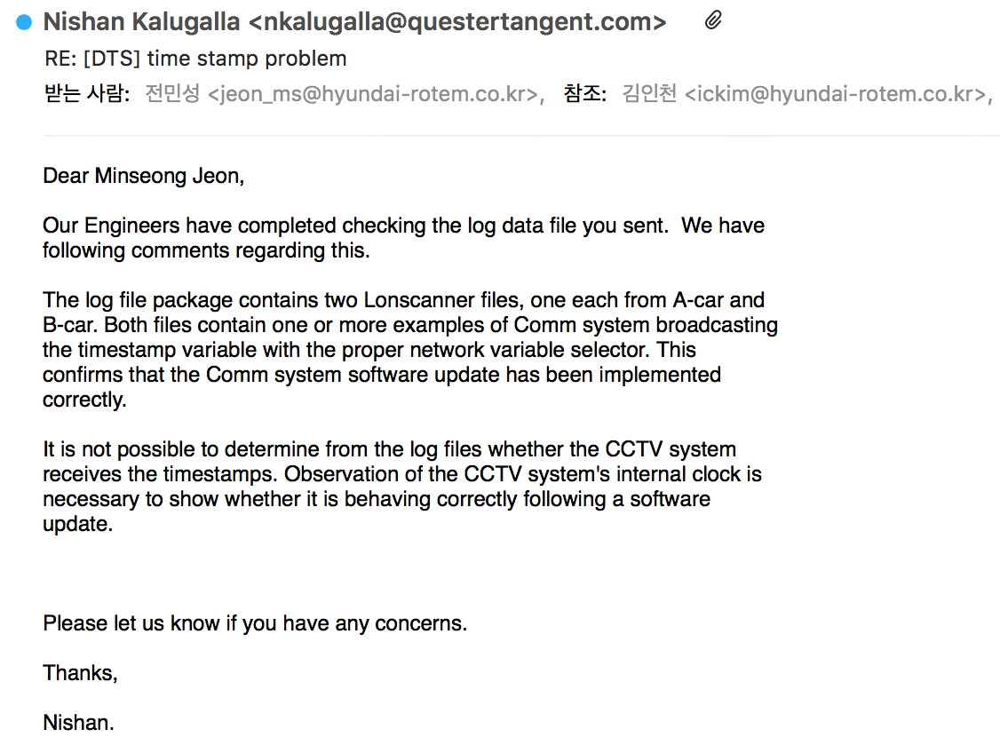 Nishan Kalugalla <nkalugalla@questertangent.com>
RE: [DTS] time stamp problem
받는 사람: 전민성 <jeon_ms@hyundai-rotem.co.kr>, 참조: 김인천 <ickim@hyundai-rotem.co.kr>,
Dear Minseong Jeon,
Our Engineers have completed checking the log data file you sent.  We have
following comments regarding this.
The log file package contains two Lonscanner files, one each from A-car and
B-car. Both files contain one or more examples of Comm system broadcasting
the timestamp variable with the proper network variable selector. This
confirms that the Comm system software update has been implemented
correctly.
It is not possible to determine from the log files whether the CCTV system
receives the timestamps. Observation of the CCTV system's internal clock is
necessary to show whether it is behaving correctly following a software
update.
Please let us know if you have any concerns.
Thanks,
Nishan.